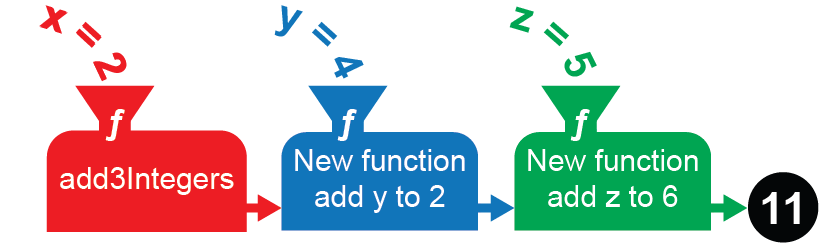 x = 2
y = 4
z = 5
f
f
f
add3Integers
New function
add y to 2
New function
add z to 6
11